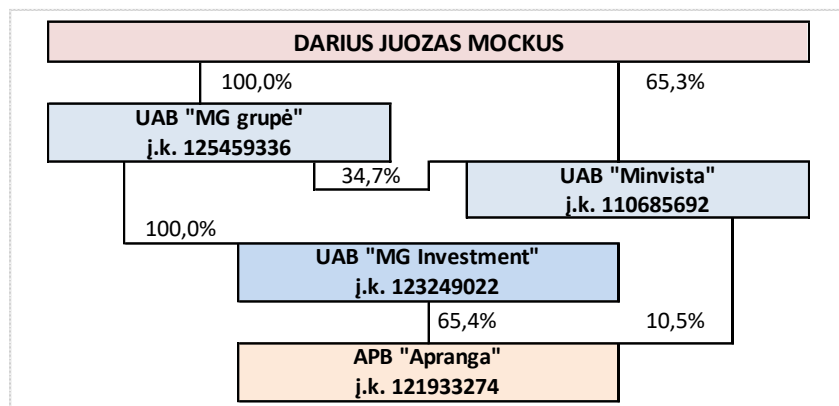 DARIUS JUOZAS MOCKUS
100,0%
65,3%
UAB "MG grupė"
į.k. 125459336
34,7%
UAB "Minvista"
į.k. 110685692
100,0%
UAB "MG Investment"
į.k. 123249022
65,4%
10,5%
APB "Apranga"
į.k. 121933274